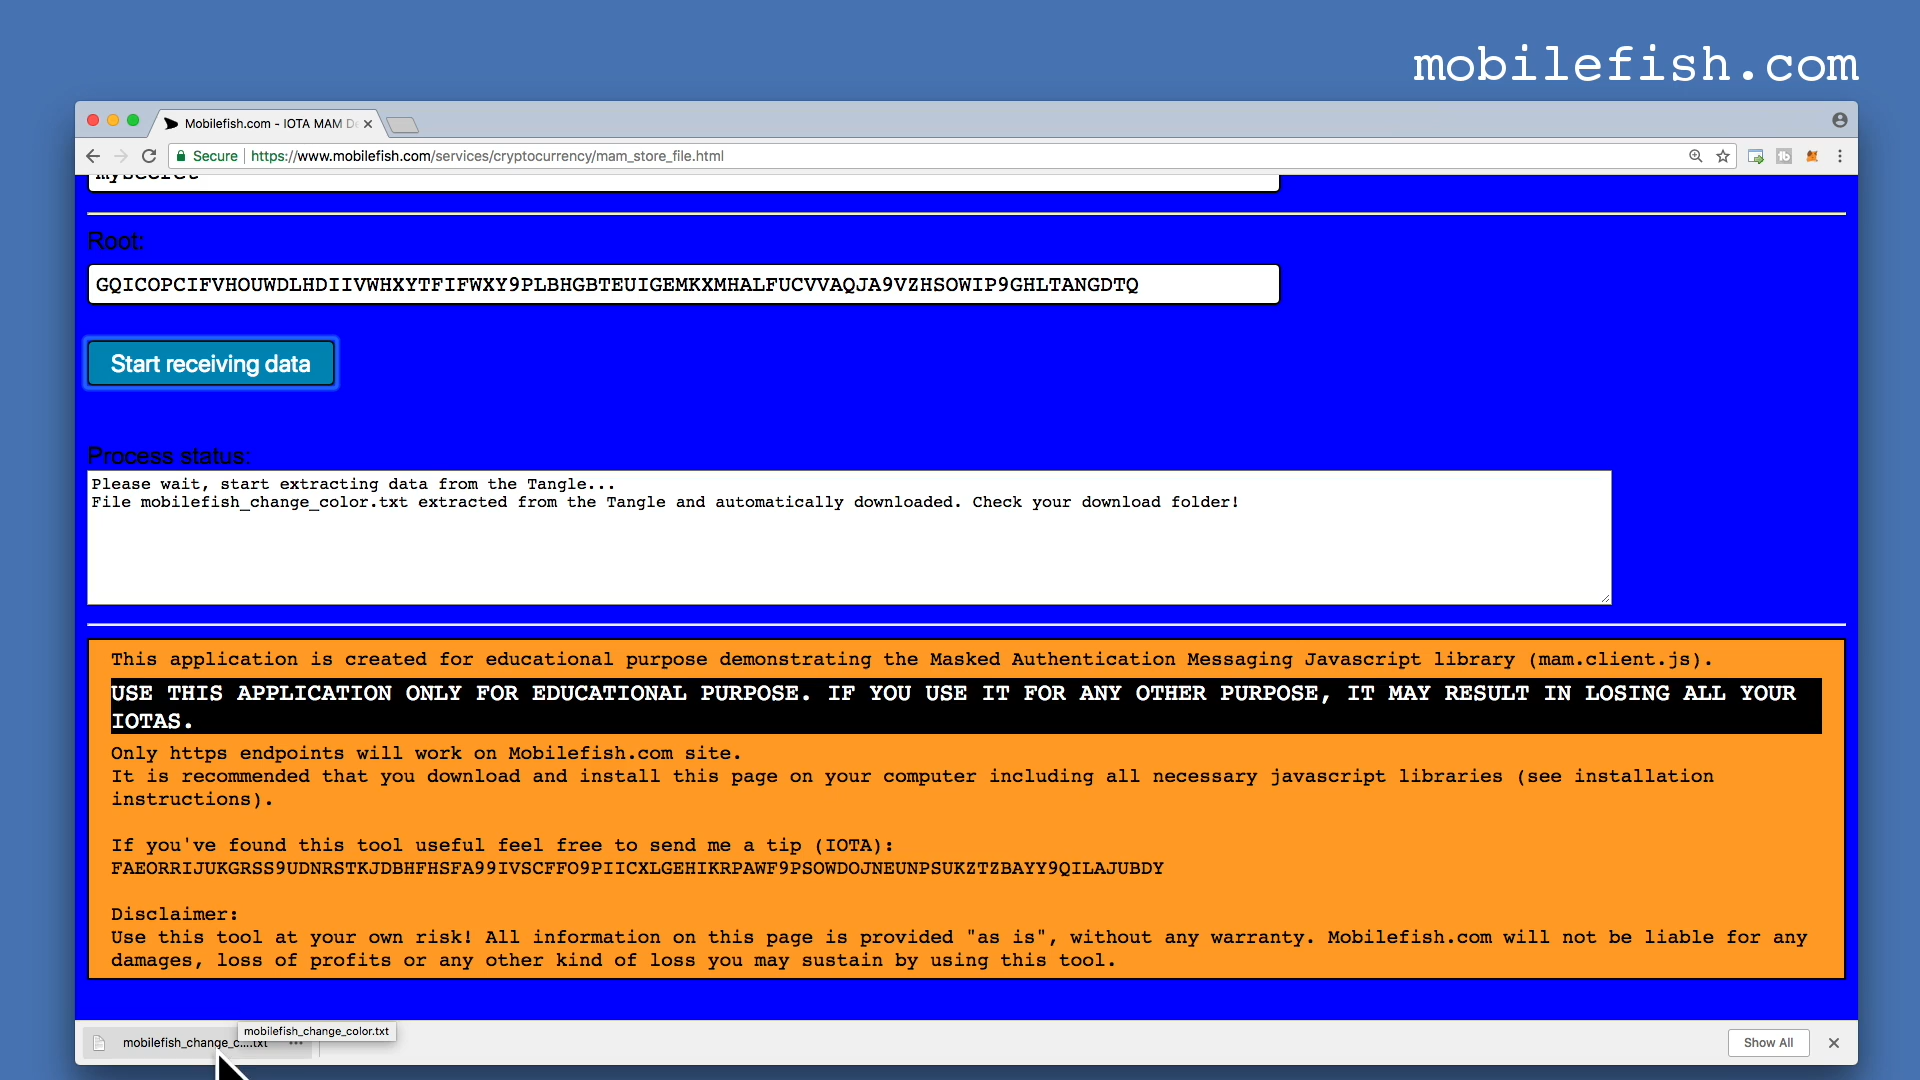 mobilefish.com
Mobilefish.com - IOTA MAM De
Secure https://www.mobilefish.com/services/cryptocurrency/mam_store_file.html
mysecret
Root:
GQICOPCIFVHOUWDLHDIIVWHXYTFIFWXY9PLBHGBTEUIGEMKXMHALFUCVVAQJA9VZHSOWIP9GHLTANGDTQ
Start receiving data
Process status:
Please wait, start extracting data from the Tangle...
File mobilefish_change_color.txt extracted from the Tangle and automatically downloaded. Check your download folder!
This application is created for educational purpose demonstrating the Masked Authentication Messaging Javascript library (mam.client.js).
USE THIS APPLICATION ONLY FOR EDUCATIONAL PURPOSE. IF YOU USE IT FOR ANY OTHER PURPOSE, IT MAY RESULT IN LOSING ALL YOUR
IOTAS.
Only https endpoints will work on Mobilefish.com site.
It is recommended that you download and install this page on your computer including all necessary javascript libraries (see installation
instructions).
If you've found this tool useful feel free to send me a tip (IOTA):
FAEORRIJUKGRSS9UDNRSTKJDBHFHSFA99IVSCFFO9PIICXLGEHIKRPAWF9PSOWDOJNEUNPSUKZTZBAYY9QILAJUBDY
Disclaimer:
Use this tool at your own risk! All information on this page is provided "as is", without any warranty. Mobilefish.com will not be liable for any
damages, loss of profits or any other kind of loss you may sustain by using this tool.
mobilefish_change_color.txt
mobilefish_change_c....txt
Show All